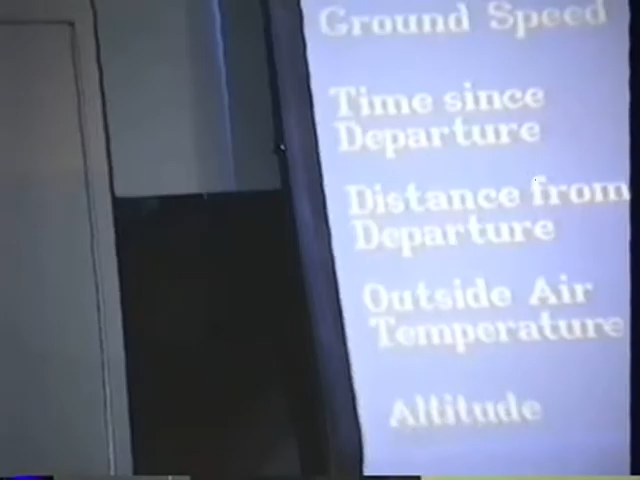 Ground Speed
Time since
Departure
Distance from
Departure
Outside Air
Temperature
Altitude